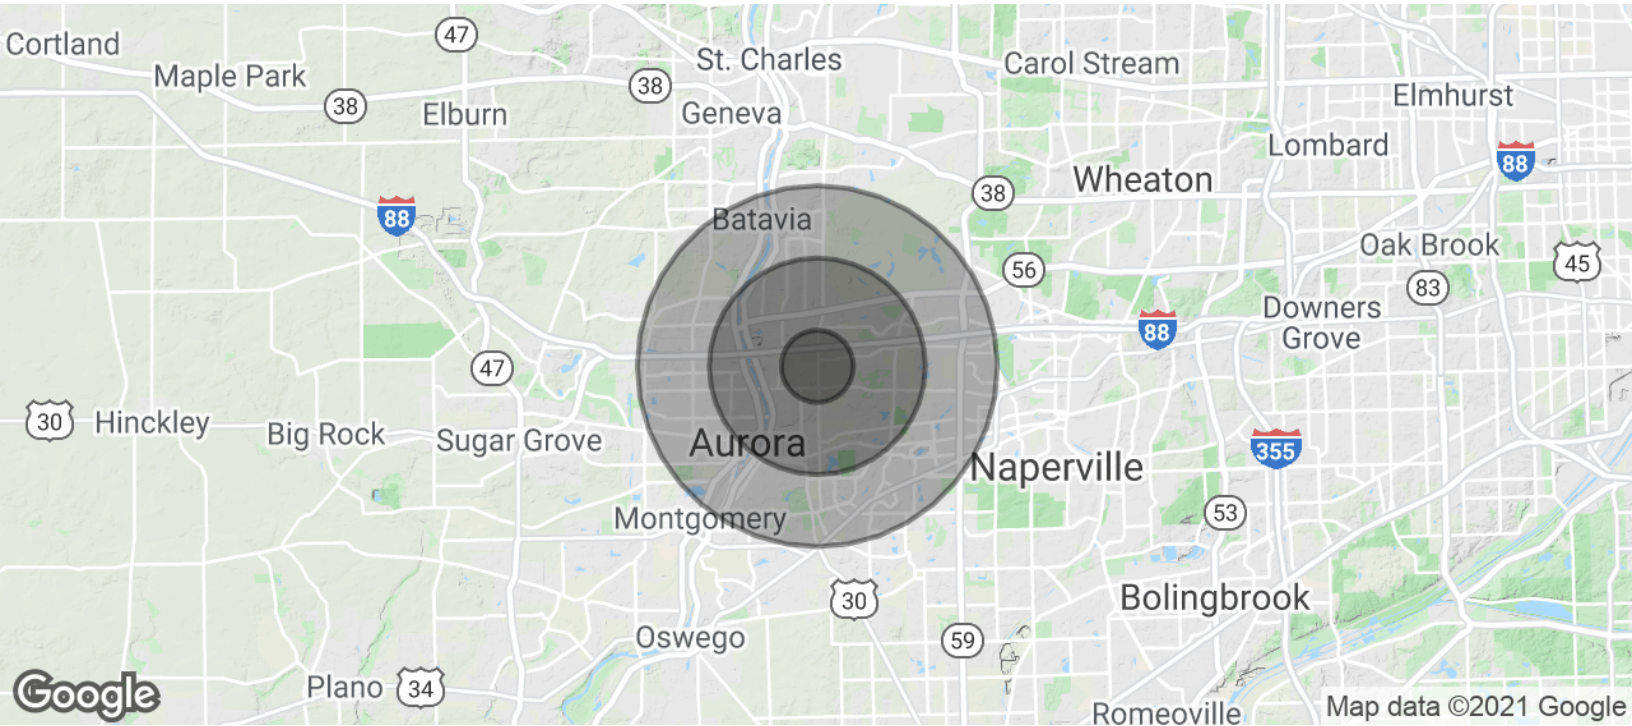 Cortland
47
St. Charles
Carol Stream
Maple Park
38
Elmhurst
38
Elburn
Geneva
Lombard
88
Wheaton
38
88
Batavia
Oak Brook
45
56
83
Downers
Grove
88
47
30
Hinckley
Big Rock
Sugar Grove
Aurora
355
Naperville
Montgomery
53
30
Bolingbrook
Oswego
59
Plano
34
Google
Romeoville
Map data ©2021 Google